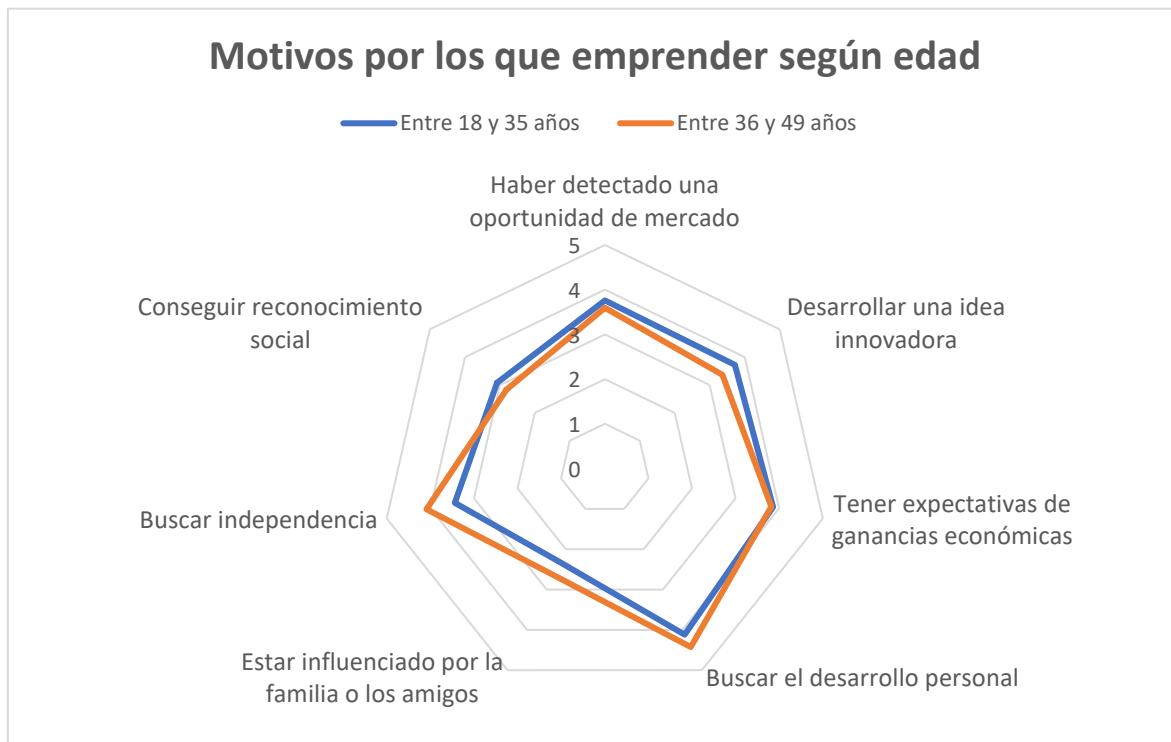 Motivos por los que emprender según edad
Entre 18 y 35 años
Entre 36 y 49 años
Haber detectado una
oportunidad de mercado
Desarrollar una idea
innovadora
Tener expectativas de
ganancias económicas
Buscar el desarrollo personal
Estar influenciado por la
familia o los amigos
Buscar independencia
Conseguir reconocimiento
social
5
4
3
2
1
0